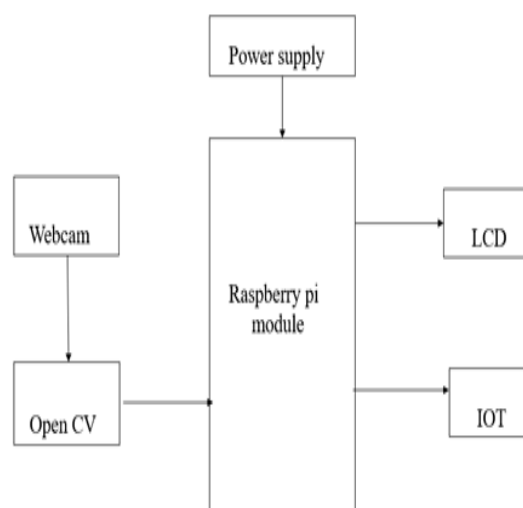 Power supply
Webcam
LCD
Raspberry pi
module
Open CV
IOT